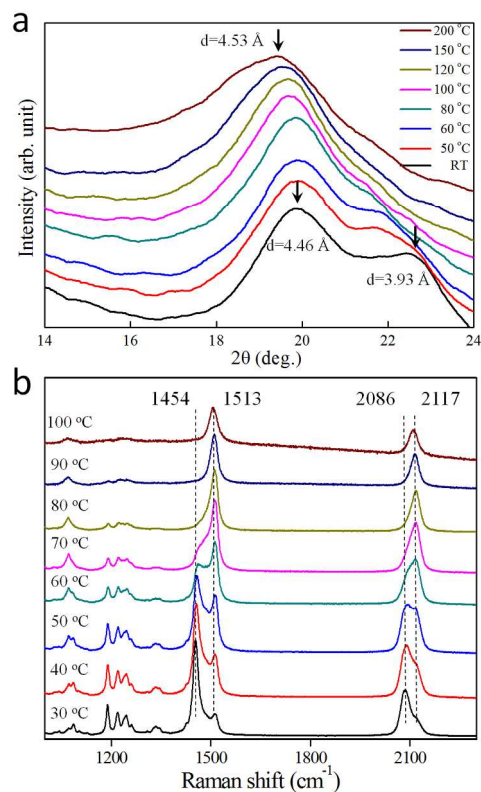 a
d=4.53 Å
200 °C
150 °C
120 °C
100 °C
80 °C
60 °C
50 °C
RT
d=4.46 Å
d=3.93 Å
Intensity (arb. unit)
14 16 18 20 22 24
2θ (deg.)
b
1454 1513 2086 2117
100 °C
90 °C
80 °C
70 °C
60 °C
50 °C
40 °C
30 °C
1200 1500 1800 2100
Raman shift (cm⁻¹)